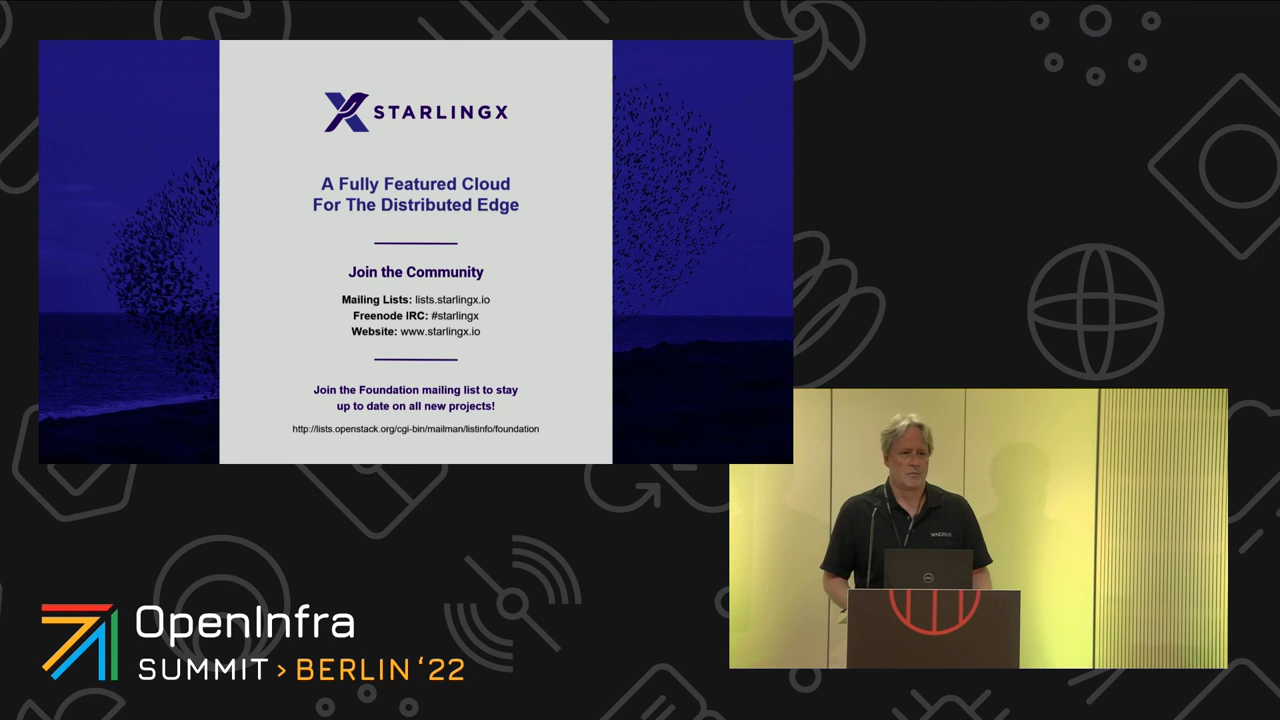 STARLINGX
A Fully Featured Cloud
For The Distributed Edge
Join the Community
Mailing Lists: lists.starlingx.io
Freenode IRC: #starlingx
Website: www.starlingx.io
Join the Foundation mailing list to stay
up to date on all new projects!
http://lists.openstack.org/cgi-bin/mailman/listinfo/foundation
DELL
OpenInfra
SUMMIT > BERLIN ‘22